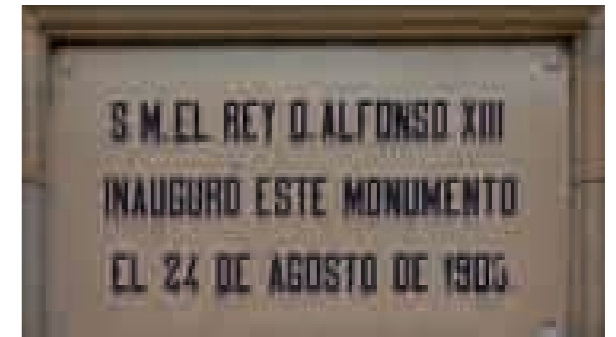 S M. EL REY D. ALFONSO XIII
INAUGURO ESTE MONUMENTO
EL 24 DE AGOSTO DE